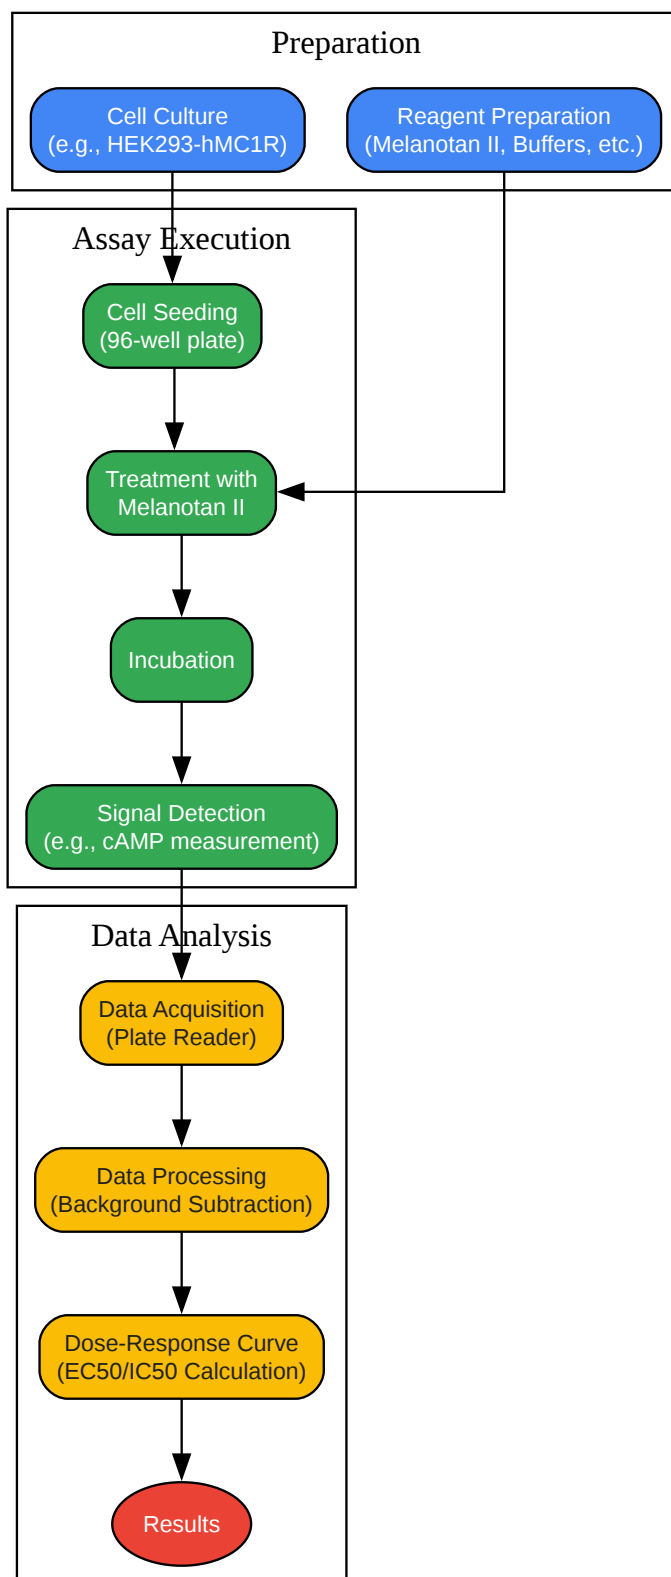 Preparation
Cell Culture
(e.g., HEK293-hMC1R)
Reagent Preparation
(Melanotan II, Buffers, etc.)
Assay Execution
Cell Seeding
(96-well plate)
Treatment with
Melanotan II
Incubation
Signal Detection
(e.g., cAMP measurement)
Data Analysis
Data Acquisition
(Plate Reader)
Data Processing
(Background Subtraction)
Dose-Response Curve
(EC50/IC50 Calculation)
Results